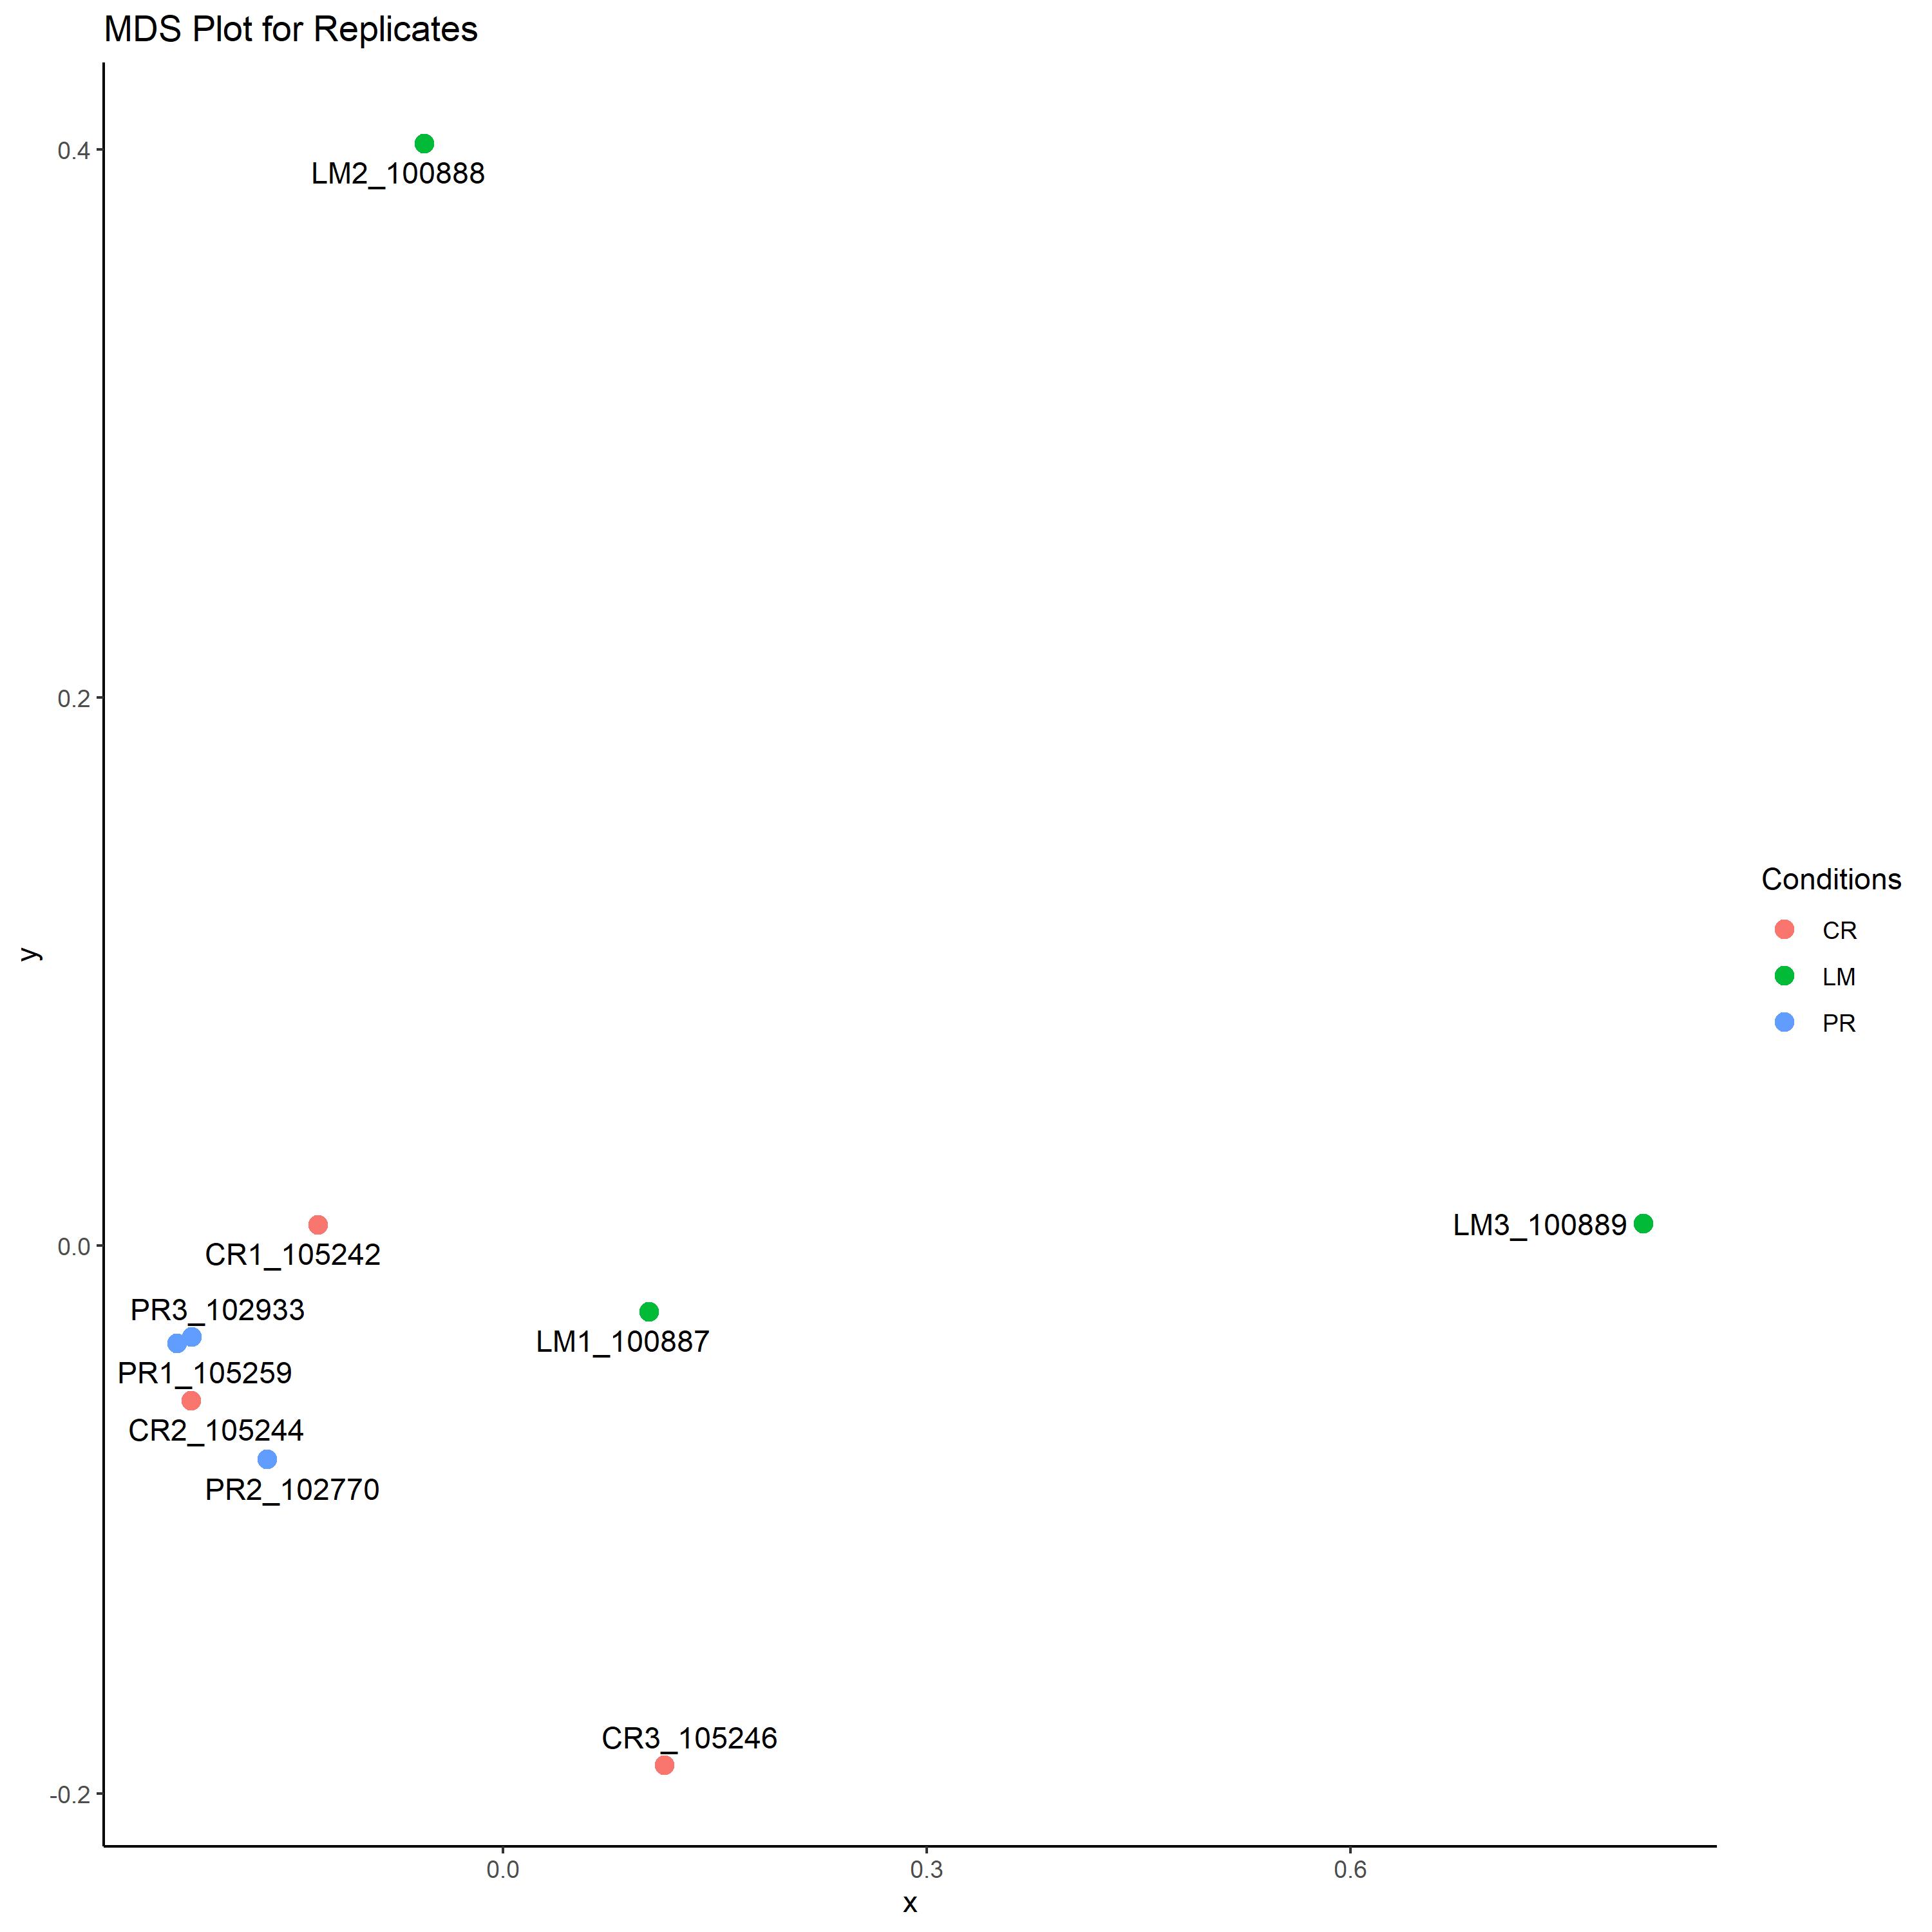 MDS Plot for Replicates
0.4
LM2_100888
0.2
y
Conditions
CR
LM
PR
LM3_100889
0.0
CR1_105242
PR3_102933
LM1_100887
PR1_105259
CR2_105244
PR2_102770
CR3_105246
-0.2
0.0 0.3 0.6
x